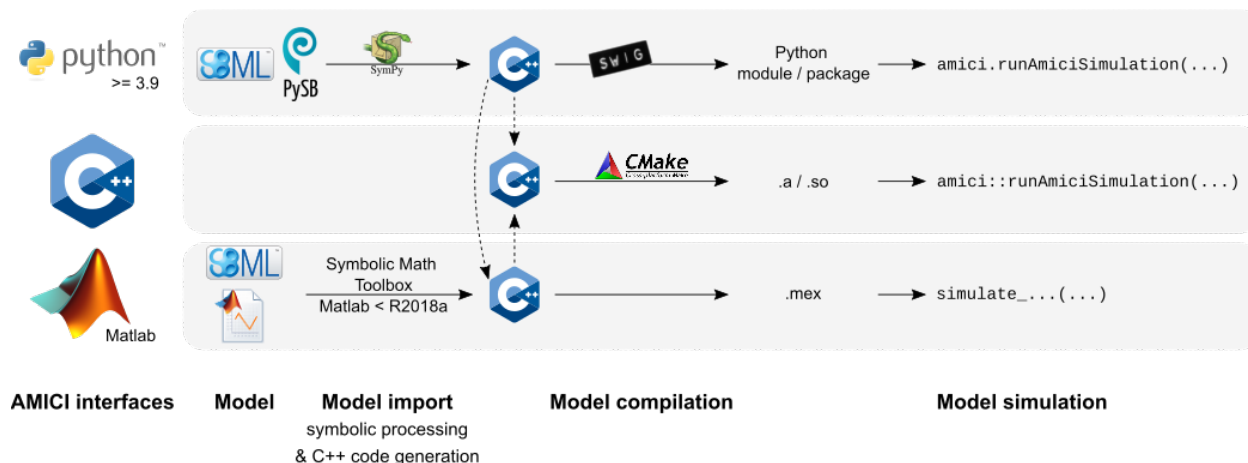 python™
>= 3.9
SBML
PySB
SymPy
C++
SWIG
Python
module / package
amici.runAmiciSimulation(...)
C++
C++
CMake
.a / .so
amici::runAmiciSimulation(...)
Matlab
SBML
Symbolic Math
Toolbox
Matlab < R2018a
C++
.mex
simulate_...(...)
AMICI interfaces
Model
Model import
symbolic processing
& C++ code generation
Model compilation
Model simulation